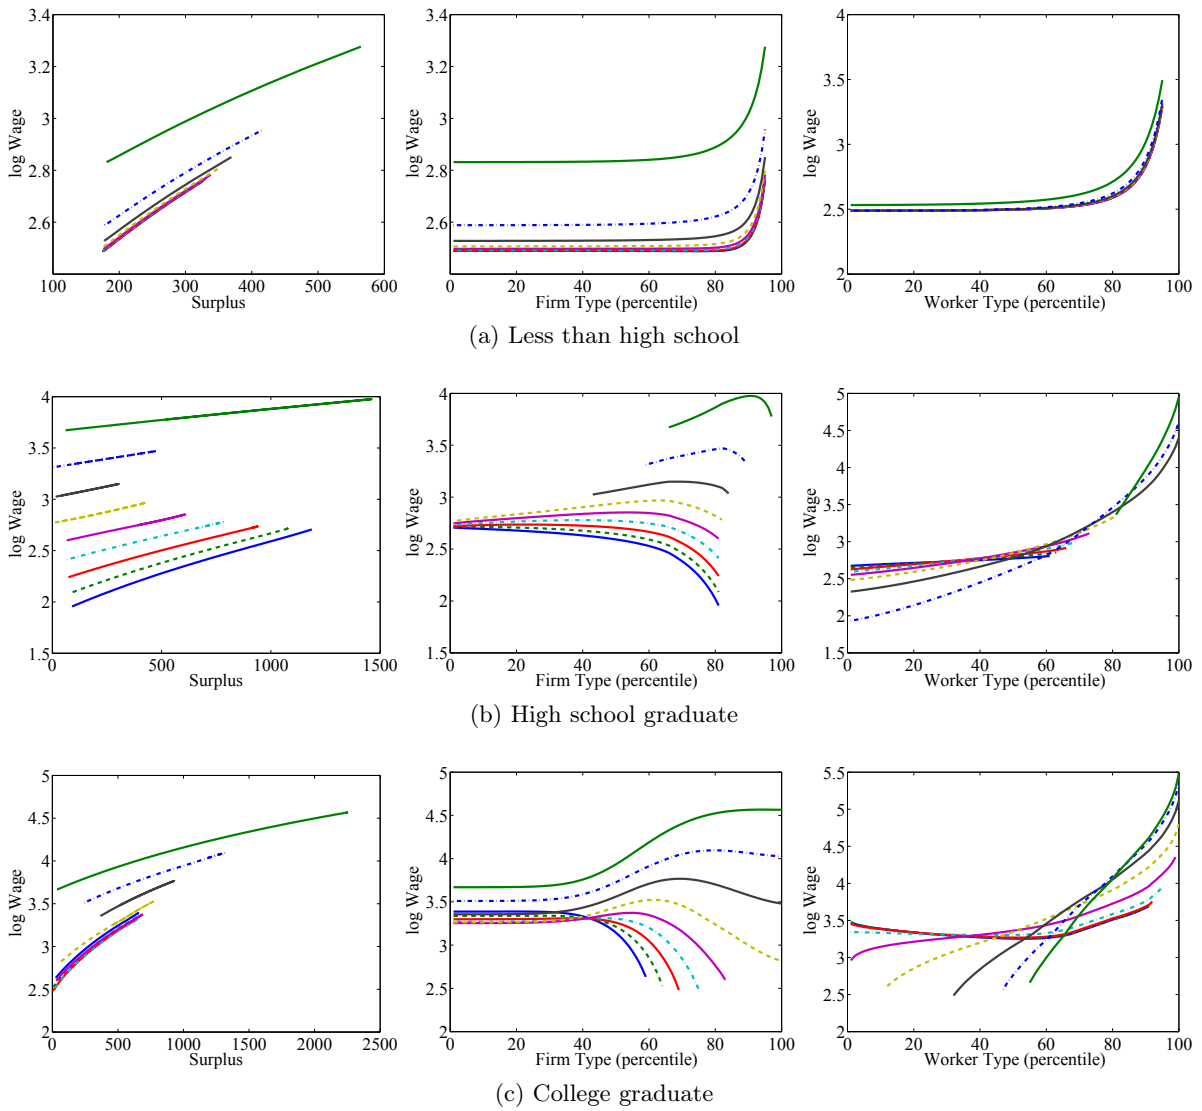 3.4
3.2
3
2.8
2.6
log Wage
100 200 300 400 500 600
Surplus
3.4
3.2
3
2.8
2.6
log Wage
0 20 40 60 80 100
Firm Type (percentile)
4
3.5
3
2.5
2
log Wage
0 20 40 60 80 100
Worker Type (percentile)
(a) Less than high school
4
3.5
3
2.5
2
1.5
log Wage
0 500 1000 1500
Surplus
4
3.5
3
2.5
2
1.5
log Wage
0 20 40 60 80 100
Firm Type (percentile)
5
4.5
4
3.5
3
2.5
2
1.5
log Wage
0 20 40 60 80 100
Worker Type (percentile)
(b) High school graduate
5
4.5
4
3.5
3
2.5
2
log Wage
0 500 1000 1500 2000 2500
Surplus
5
4.5
4
3.5
3
2.5
2
log Wage
0 20 40 60 80 100
Firm Type (percentile)
5.5
5
4.5
4
3.5
3
2.5
2
log Wage
0 20 40 60 80 100
Worker Type (percentile)
(c) College graduate